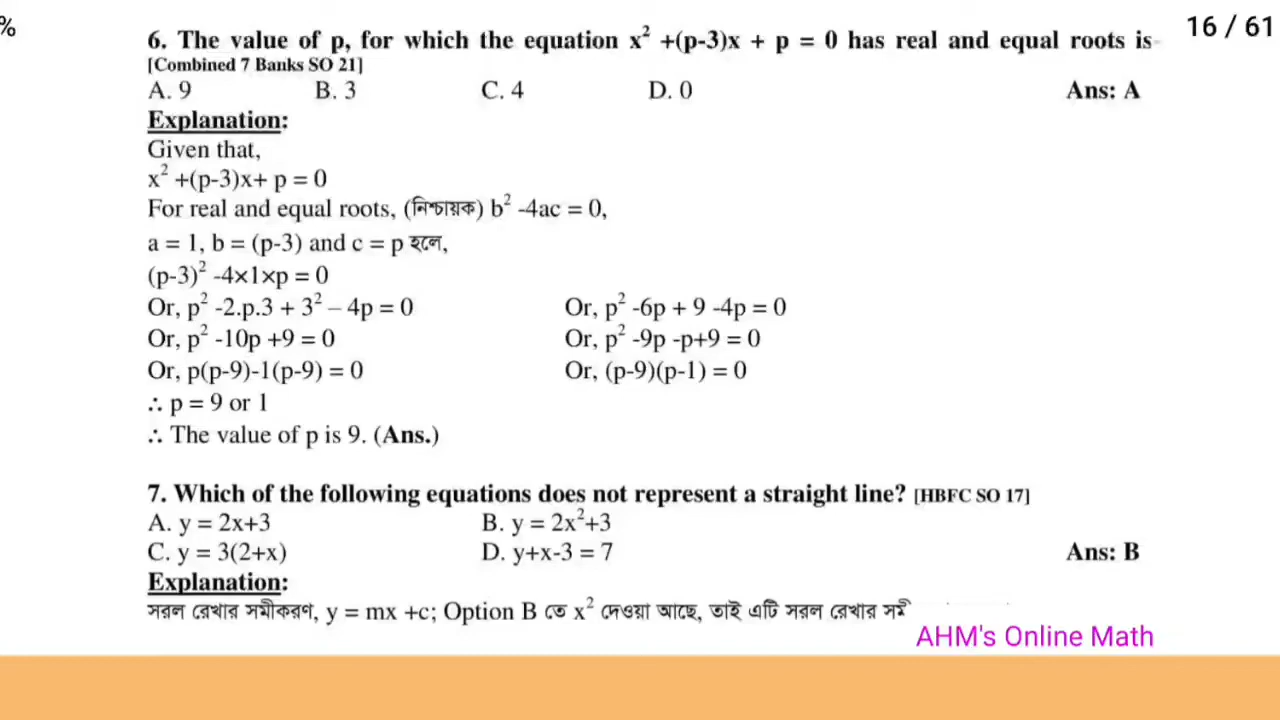 %
16 / 61
6. The value of p, for which the equation x² +(p-3)x + p = 0 has real and equal roots is
[Combined 7 Banks SO 21]
A. 9 B. 3 C. 4 D. 0 Ans: A
Explanation:
Given that,
x² +(p-3)x+ p = 0
For real and equal roots, (নিশ্চায়ক) b² -4ac = 0,
a = 1, b = (p-3) and c = p হলে,
(p-3)² -4×1×p = 0
Or, p² -2.p.3 + 3² – 4p = 0 Or, p² -6p + 9 -4p = 0
Or, p² -10p +9 = 0 Or, p² -9p -p+9 = 0
Or, p(p-9)-1(p-9) = 0 Or, (p-9)(p-1) = 0
∴ p = 9 or 1
∴ The value of p is 9. (Ans.)
7. Which of the following equations does not represent a straight line? [HBFC SO 17]
A. y = 2x+3 B. y = 2x²+3
C. y = 3(2+x) D. y+x-3 = 7 Ans: B
Explanation:
সরল রেখার সমীকরণ, y = mx +c; Option B তে x² দেওয়া আছে, তাই এটি সরল রেখার
AHM's Online Math